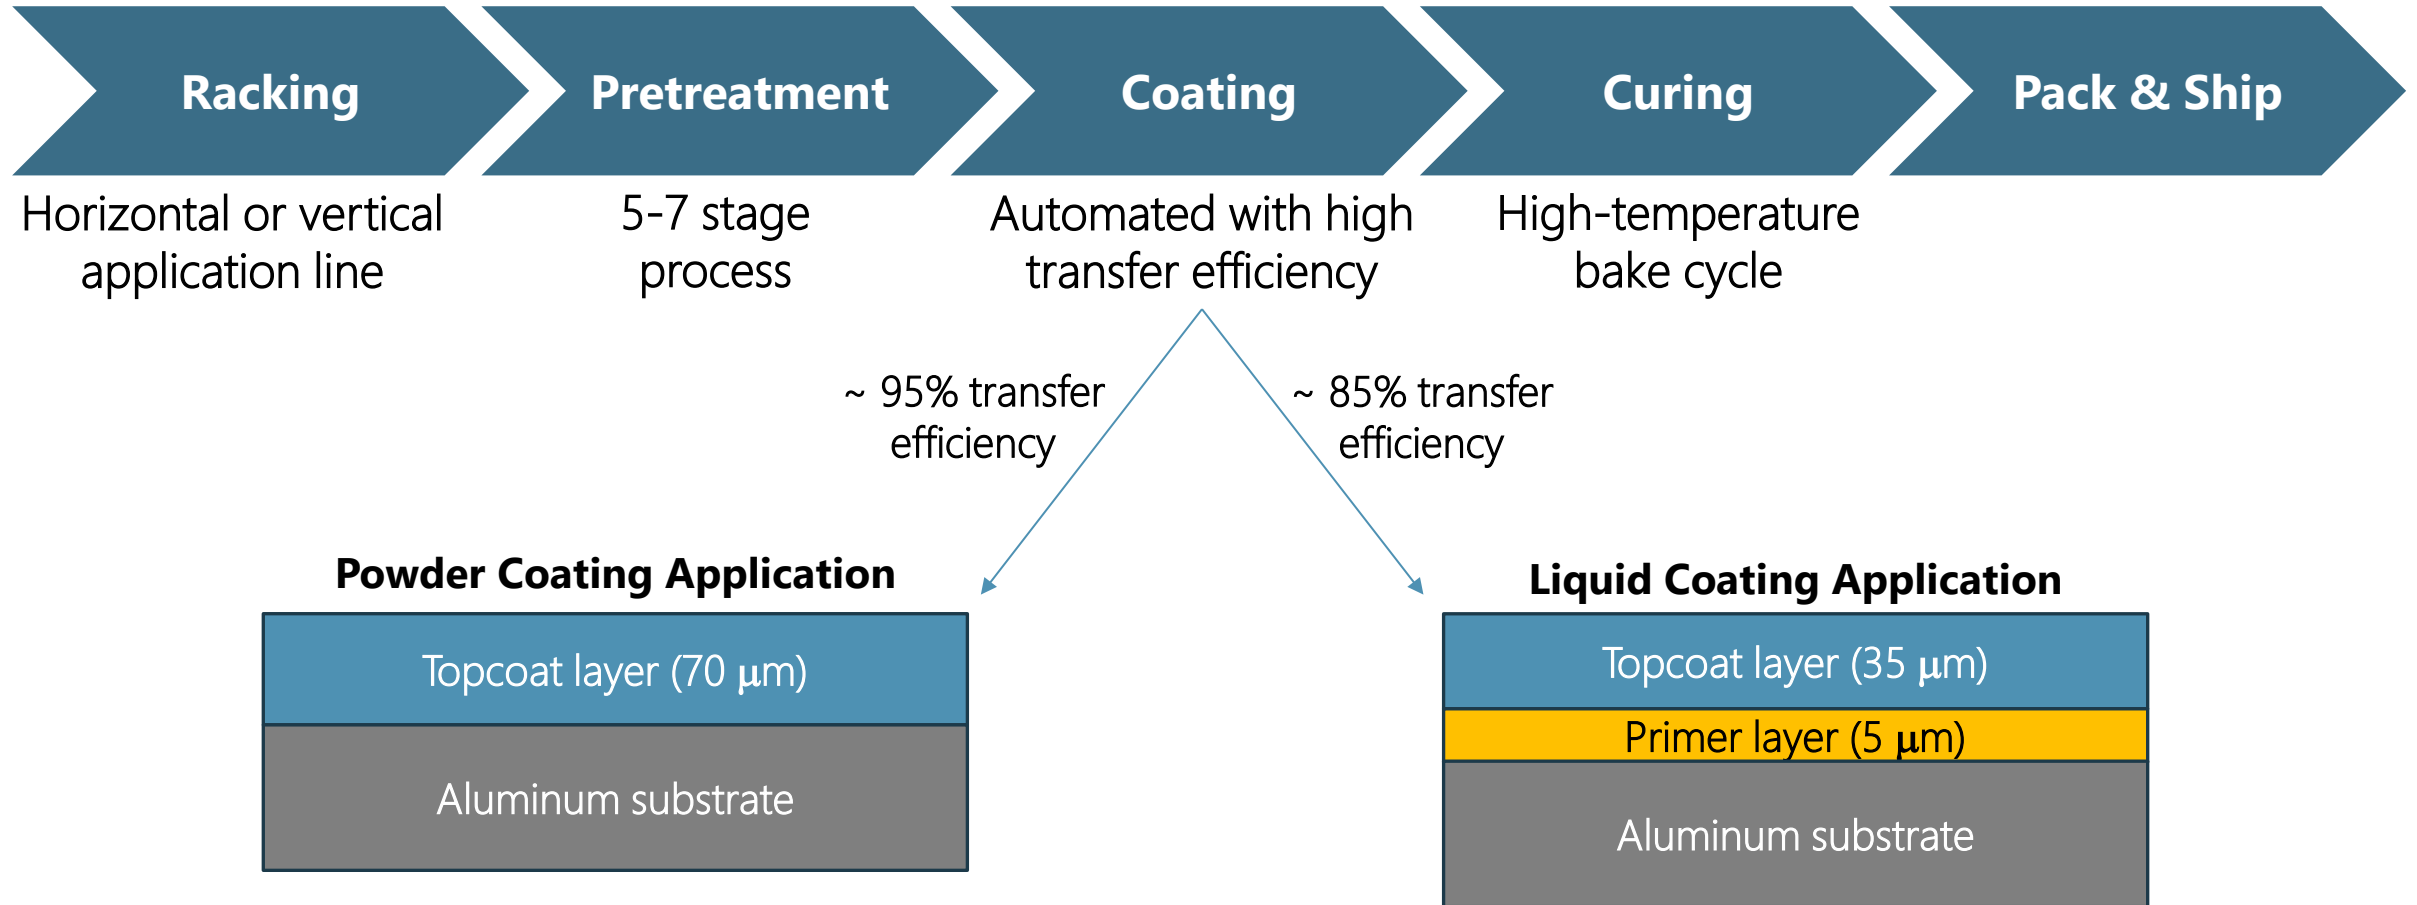 Racking
Pretreatment
Coating
Curing
Pack & Ship
Horizontal or vertical
application line
5-7 stage
process
Automated with high
transfer efficiency
High-temperature
bake cycle
~ 95% transfer
efficiency
~ 85% transfer
efficiency
Powder Coating Application
Topcoat layer (70 μm)
Aluminum substrate
Liquid Coating Application
Topcoat layer (35 μm)
Primer layer (5 μm)
Aluminum substrate